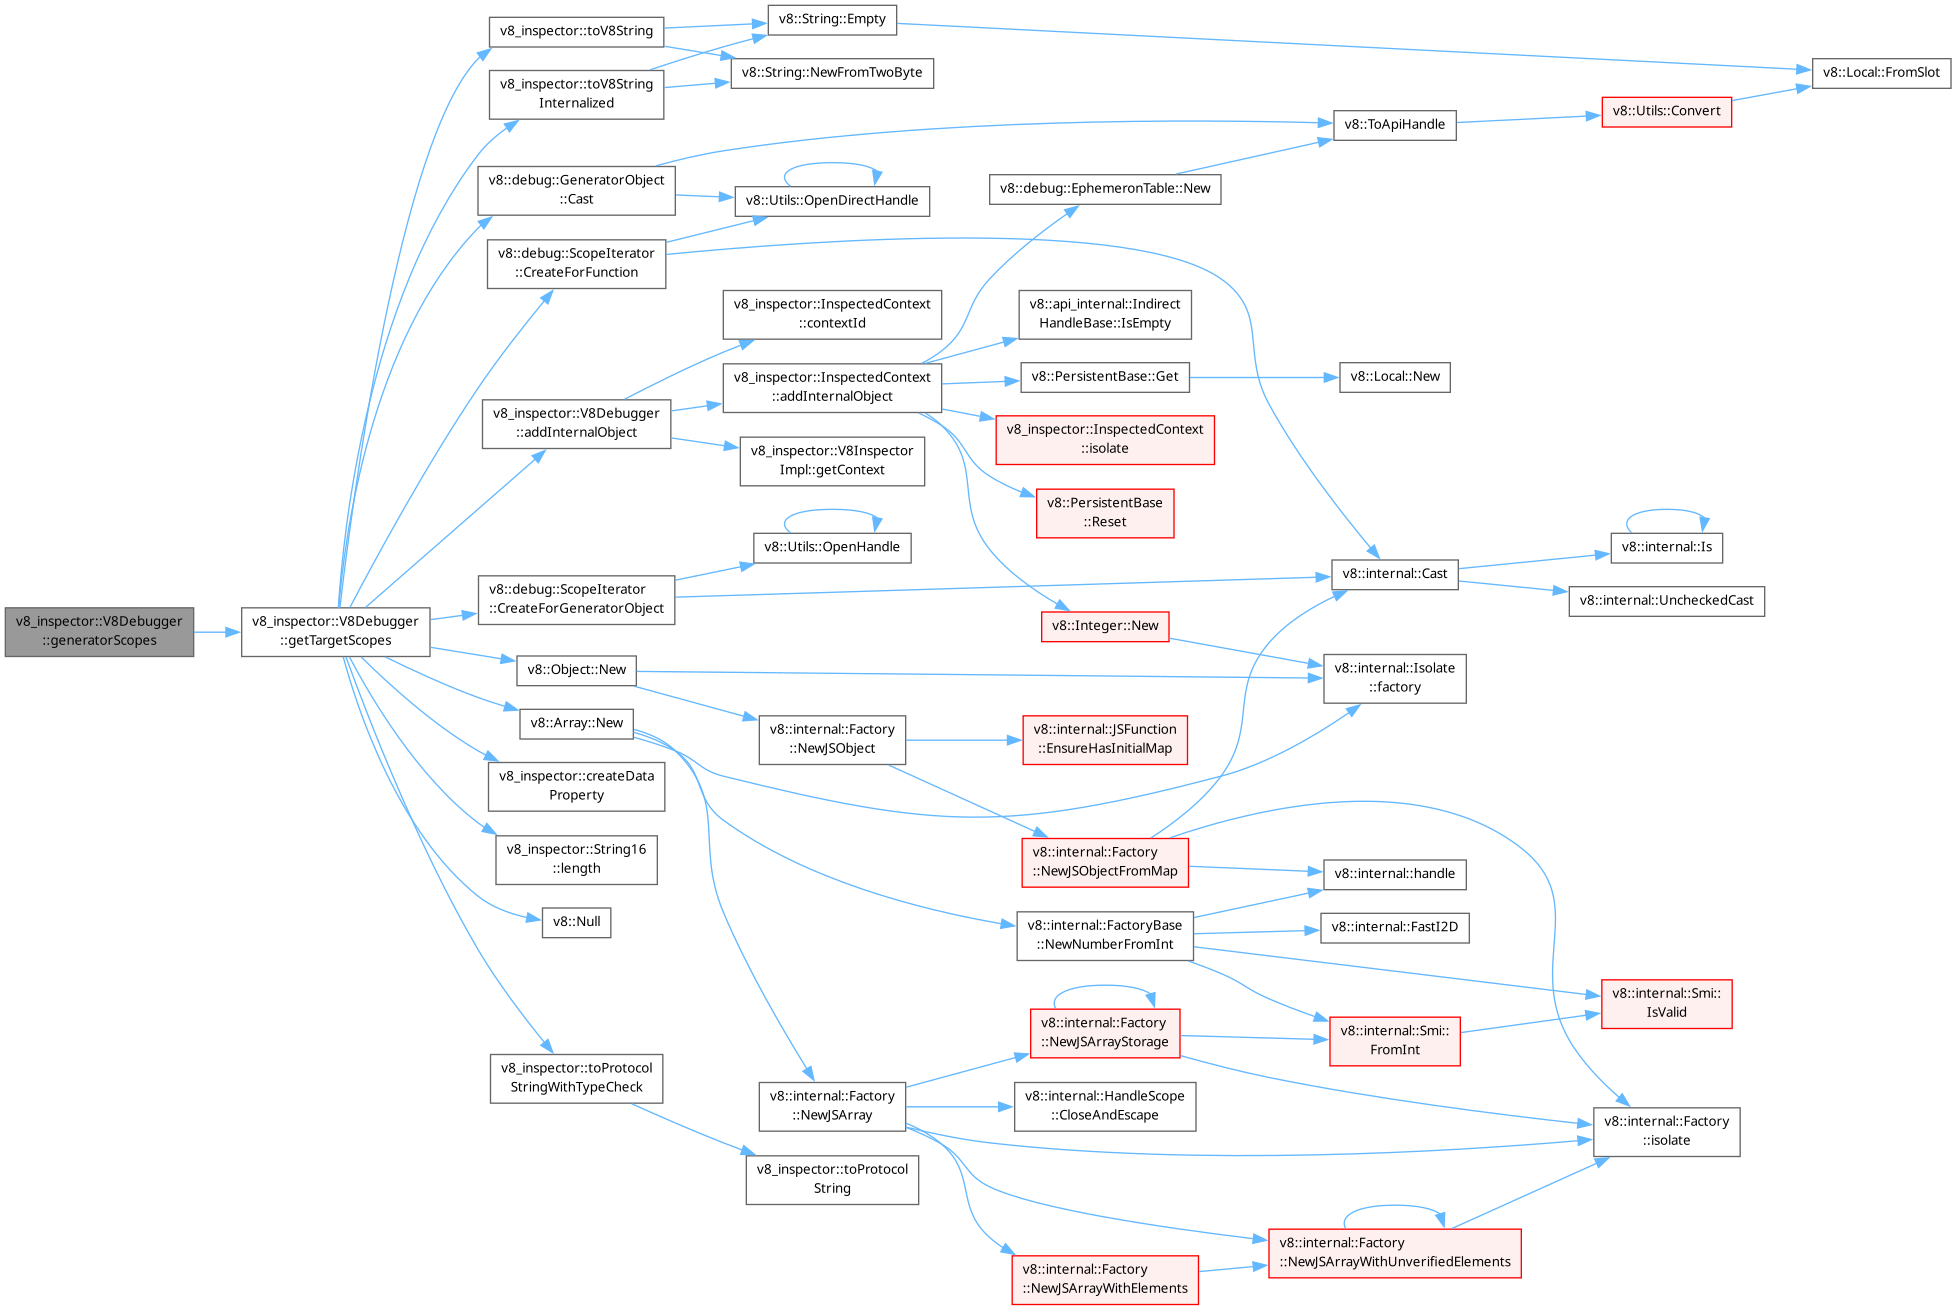 v8_inspector::V8Debugger
::generatorScopes
v8_inspector::V8Debugger
::getTargetScopes
v8_inspector::toV8String
v8_inspector::toV8String
Internalized
v8::debug::GeneratorObject
::Cast
v8::debug::ScopeIterator
::CreateForFunction
v8_inspector::V8Debugger
::addInternalObject
v8::debug::ScopeIterator
::CreateForGeneratorObject
v8::Object::New
v8::Array::New
v8_inspector::createData
Property
v8_inspector::String16
::length
v8::Null
v8_inspector::toProtocol
StringWithTypeCheck
v8::String::Empty
v8::String::NewFromTwoByte
v8::Utils::OpenDirectHandle
v8_inspector::InspectedContext
::contextId
v8_inspector::InspectedContext
::addInternalObject
v8_inspector::V8Inspector
Impl::getContext
v8::Utils::OpenHandle
v8::internal::Factory
::NewJSObject
v8::internal::Factory
::NewJSArray
v8_inspector::toProtocol
String
v8::debug::EphemeronTable::New
v8::api_internal::Indirect
HandleBase::IsEmpty
v8::PersistentBase::Get
v8_inspector::InspectedContext
::isolate
v8::PersistentBase
::Reset
v8::Integer::New
v8::internal::JSFunction
::EnsureHasInitialMap
v8::internal::Factory
::NewJSObjectFromMap
v8::internal::FactoryBase
::NewNumberFromInt
v8::internal::Factory
::NewJSArrayStorage
v8::internal::HandleScope
::CloseAndEscape
v8::internal::Factory
::NewJSArrayWithElements
v8::ToApiHandle
v8::Local::New
v8::internal::Cast
v8::internal::Isolate
::factory
v8::internal::handle
v8::internal::FastI2D
v8::internal::Smi::
FromInt
v8::internal::Factory
::NewJSArrayWithUnverifiedElements
v8::Utils::Convert
v8::internal::Is
v8::internal::UncheckedCast
v8::internal::Smi::
IsValid
v8::internal::Factory
::isolate
v8::Local::FromSlot